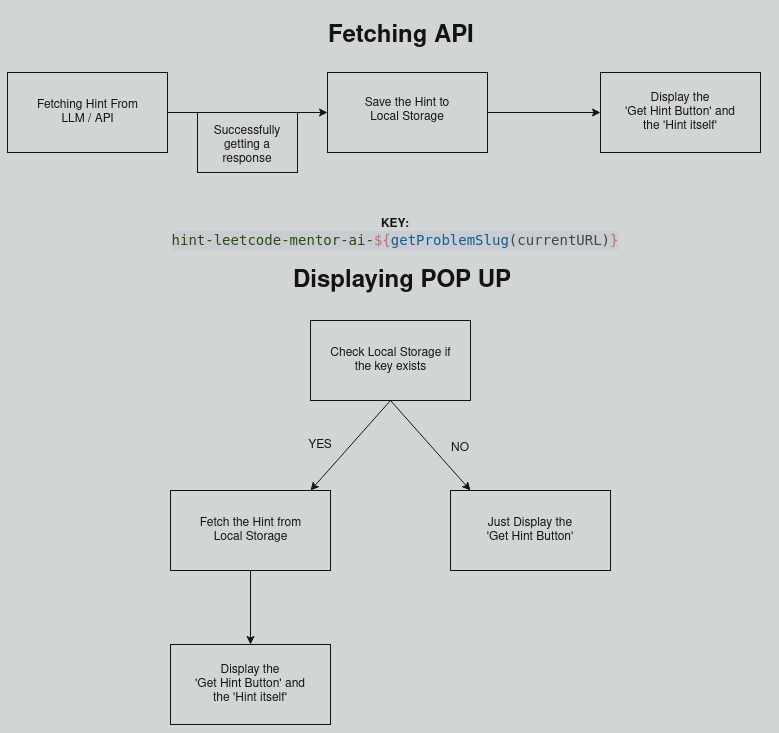 Fetching API
Fetching Hint From
LLM / API
Successfully
getting a
response
Save the Hint to
Local Storage
Display the
'Get Hint Button' and
the 'Hint itself'
KEY:
hint-leetcode-mentor-ai-${getProblemSlug(currentURL)}
Displaying POP UP
Check Local Storage if
the key exists
YES
NO
Fetch the Hint from
Local Storage
Just Display the
'Get Hint Button'
Display the
'Get Hint Button' and
the 'Hint itself'